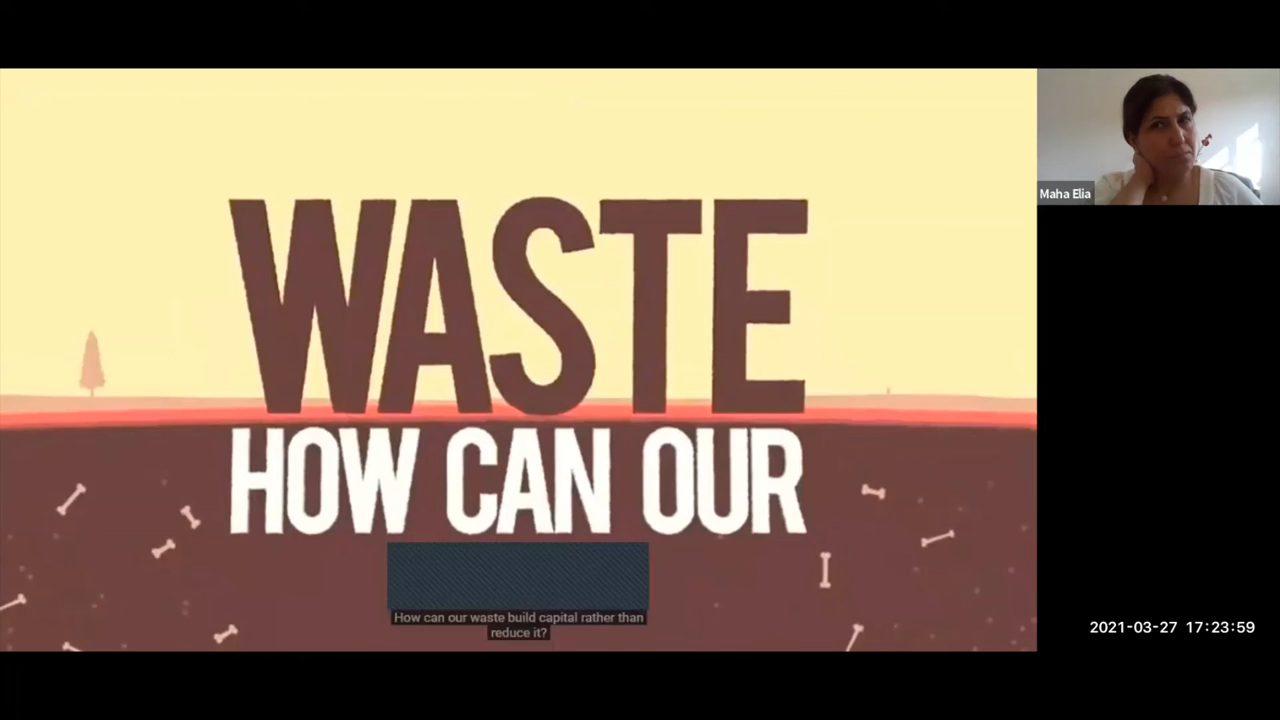 WASTE
HOW CAN OUR
How can our waste build capital rather than
reduce it?
Maha Elia
2021-03-27 17:23:59